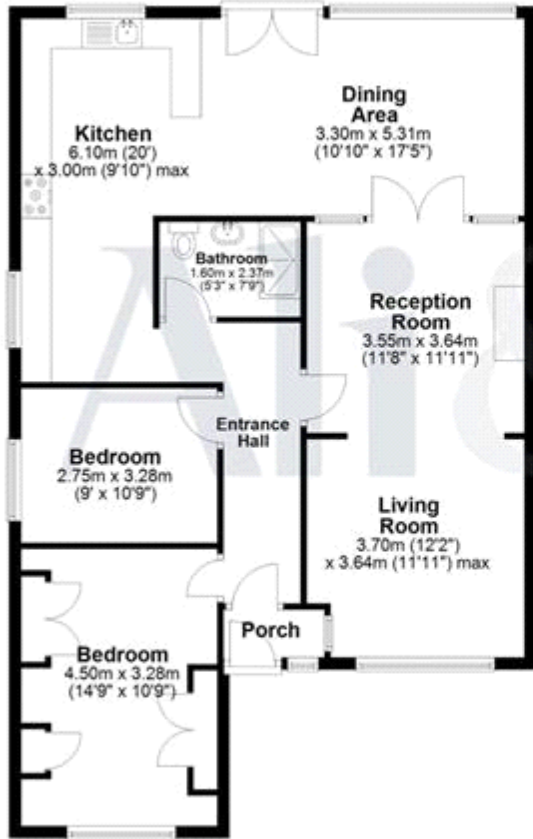 Kitchen
6.10m (20')
x 3.00m (9'10") max
Dining
Area
3.30m x 5.31m
(10'10" x 17'5")
Bathroom
1.60m x 2.37m
(5'3" x 7'9")
Reception
Room
3.55m x 3.64m
(11'8" x 11'11")
Entrance
Hall
Bedroom
2.75m x 3.28m
(9' x 10'9")
Living
Room
3.70m (12'2")
x 3.64m (11'11") max
Porch
Bedroom
4.50m x 3.28m
(14'9" x 10'9")